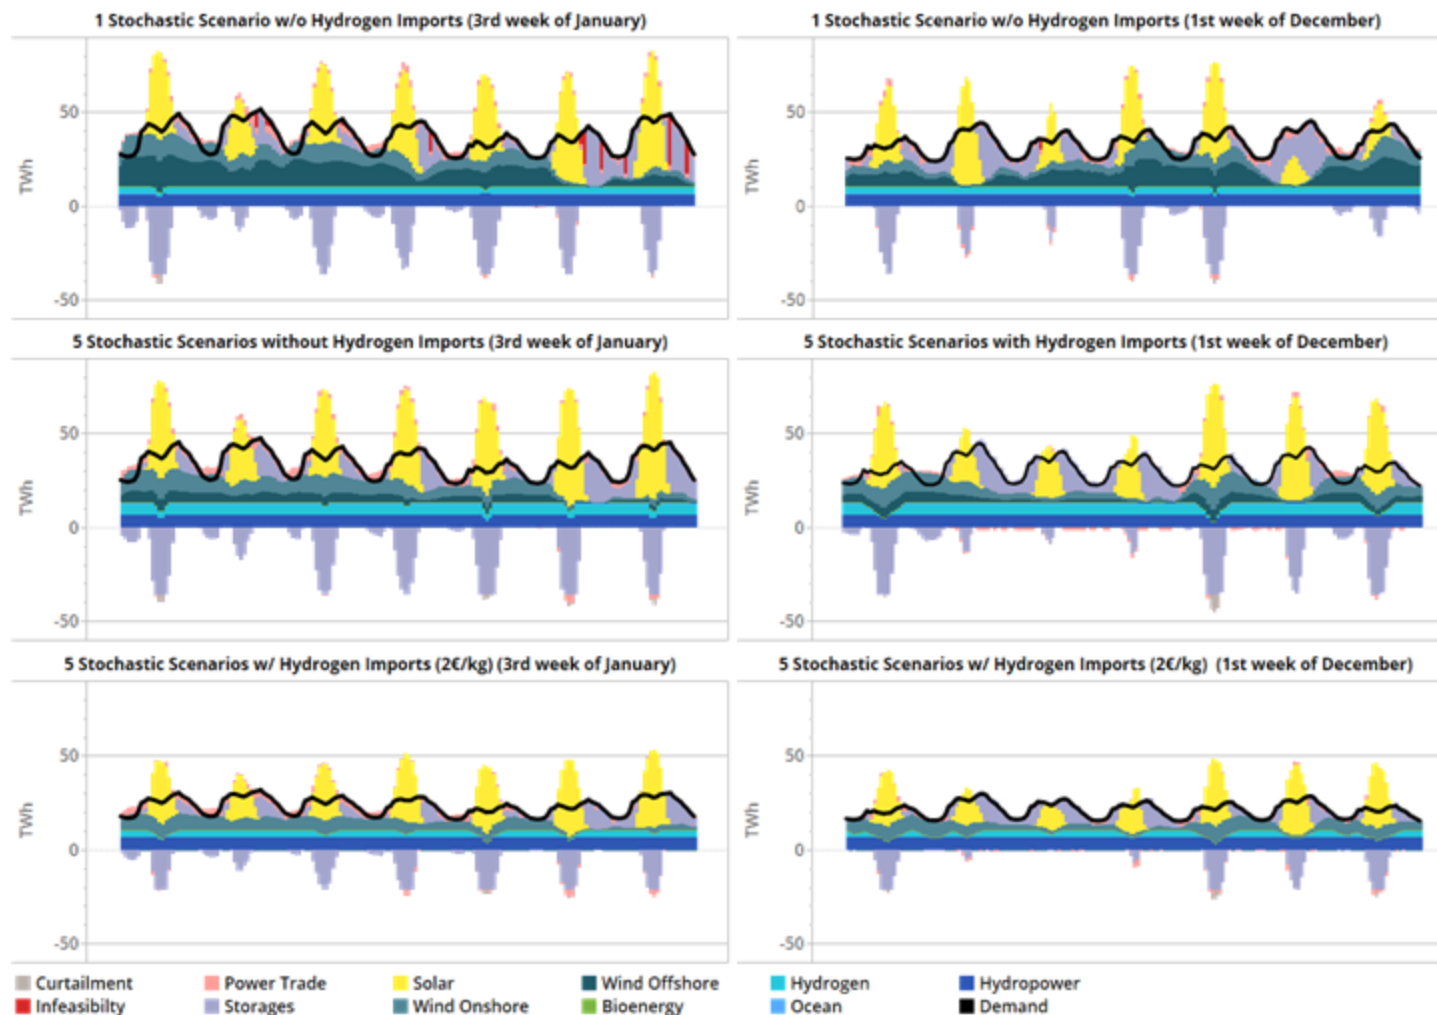 1 Stochastic Scenario w/o Hydrogen Imports (3rd week of January)
50
0
-50
TWh
1 Stochastic Scenario w/o Hydrogen Imports (1st week of December)
50
0
-50
TWh
5 Stochastic Scenarios without Hydrogen Imports (3rd week of January)
50
0
-50
TWh
5 Stochastic Scenarios with Hydrogen Imports (1st week of December)
50
0
-50
TWh
5 Stochastic Scenarios w/ Hydrogen Imports (2€/kg) (3rd week of January)
50
0
-50
TWh
5 Stochastic Scenarios w/ Hydrogen Imports (2€/kg) (1st week of December)
50
0
-50
TWh
Curtailment Power Trade Solar Wind Offshore Hydrogen Hydropower
Infeasibilty Storages Wind Onshore Bioenergy Ocean Demand